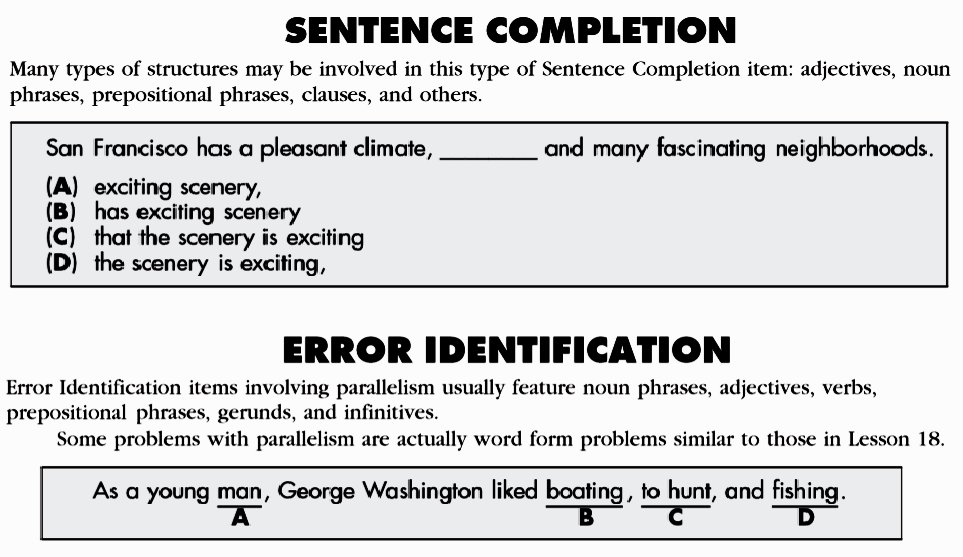 SENTENCE COMPLETION
Many types of structures may be involved in this type of Sentence Completion item: adjectives, noun
phrases, prepositional phrases, clauses, and others.
San Francisco has a pleasant climate, ________ and many fascinating neighborhoods.
(A) exciting scenery,
(B) has exciting scenery
(C) that the scenery is exciting
(D) the scenery is exciting,
ERROR IDENTIFICATION
Error Identification items involving parallelism usually feature noun phrases, adjectives, verbs,
prepositional phrases, gerunds, and infinitives.
Some problems with parallelism are actually word form problems similar to those in Lesson 18.
As a young man, George Washington liked boating, to hunt, and fishing.
A B C D